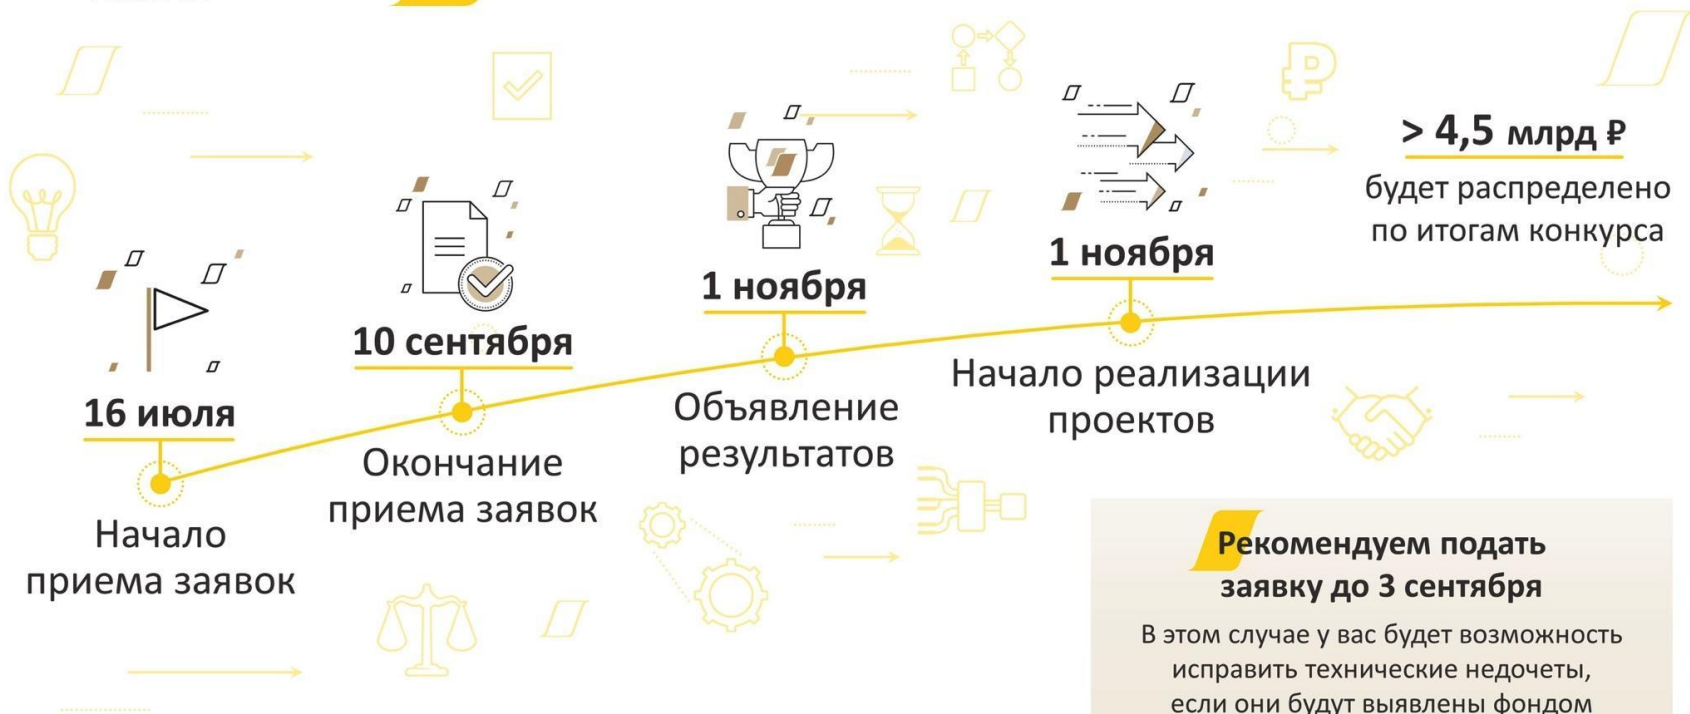 16 июля
Начало
приема заявок
10 сентября
Окончание
приема заявок
1 ноября
Объявление
результатов
1 ноября
Начало реализации
проектов
> 4,5 млрд ₽
будет распределено
по итогам конкурса
Рекомендуем подать
заявку до 3 сентября
В этом случае у вас будет возможность
исправить технические недочеты,
если они будут выявлены фондом